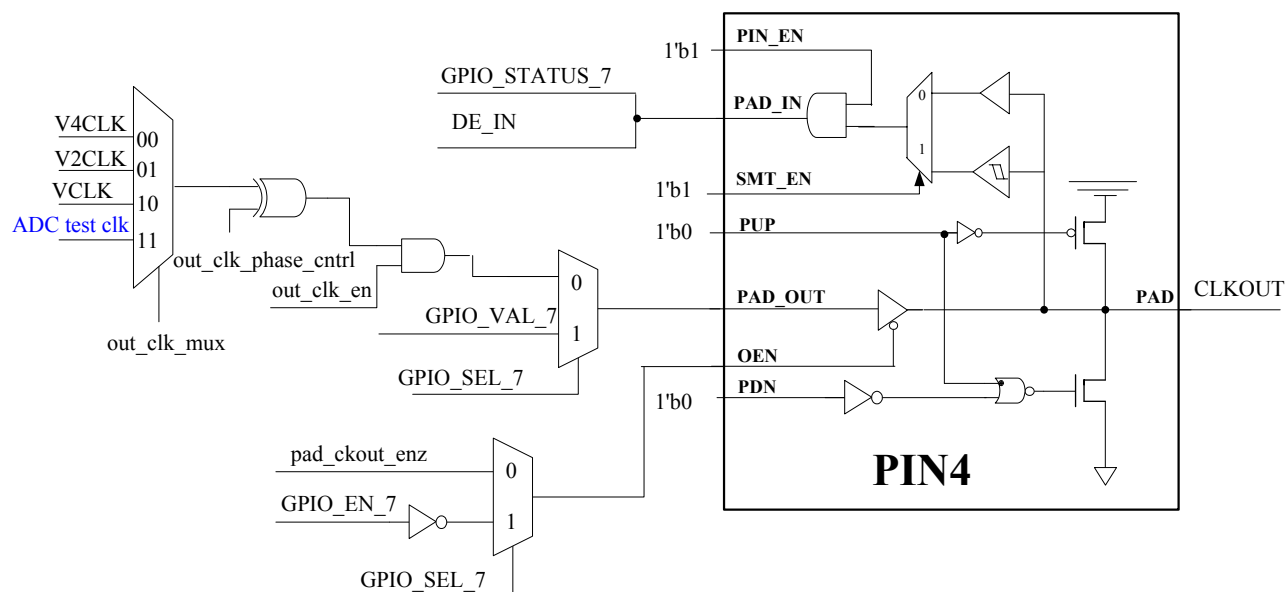 1'b1
PIN_EN
GPIO_STATUS_7
PAD_IN
DE_IN
0
1
V4CLK
00
V2CLK
01
VCLK
10
ADC test clk
11
1'b1
SMT_EN
1'b0
PUP
out_clk_phase_cntrl
out_clk_en
0
GPIO_VAL_7
1
PAD_OUT
PAD
CLKOUT
out_clk_mux
OEN
GPIO_SEL_7
1'b0
PDN
pad_ckout_enz
0
GPIO_EN_7
1
PIN4
GPIO_SEL_7